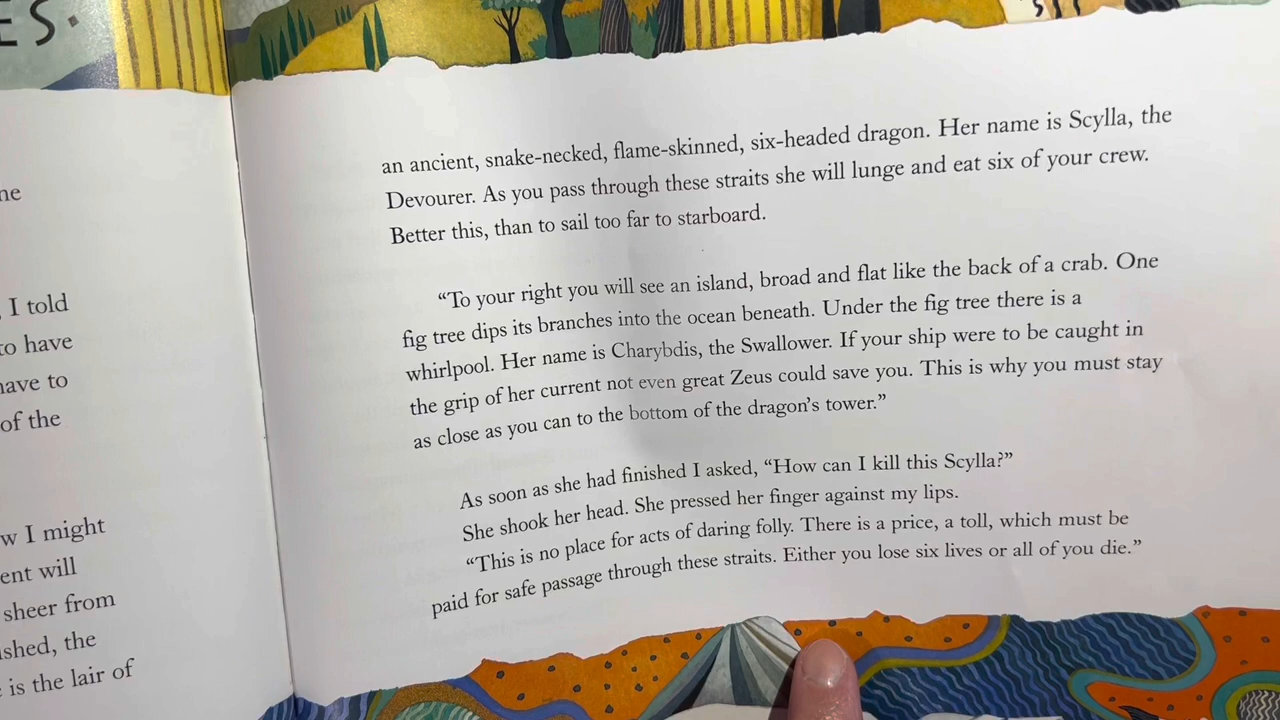 ES.
ne
, I told
to have
have to
of the
w I might
ent will
sheer from
shed, the
is the lair of
an ancient, snake-necked, flame-skinned, six-headed dragon. Her name is Scylla, the
Devourer. As you pass through these straits she will lunge and eat six of your crew.
Better this, than to sail too far to starboard.
“To your right you will see an island, broad and flat like the back of a crab. One
fig tree dips its branches into the ocean beneath. Under the fig tree there is a
whirlpool. Her name is Charybdis, the Swallower. If your ship were to be caught in
the grip of her current not even great Zeus could save you. This is why you must stay
as close as you can to the bottom of the dragon’s tower.”
As soon as she had finished I asked, “How can I kill this Scylla?”
She shook her head. She pressed her finger against my lips.
“This is no place for acts of daring folly. There is a price, a toll, which must be
paid for safe passage through these straits. Either you lose six lives or all of you die.”